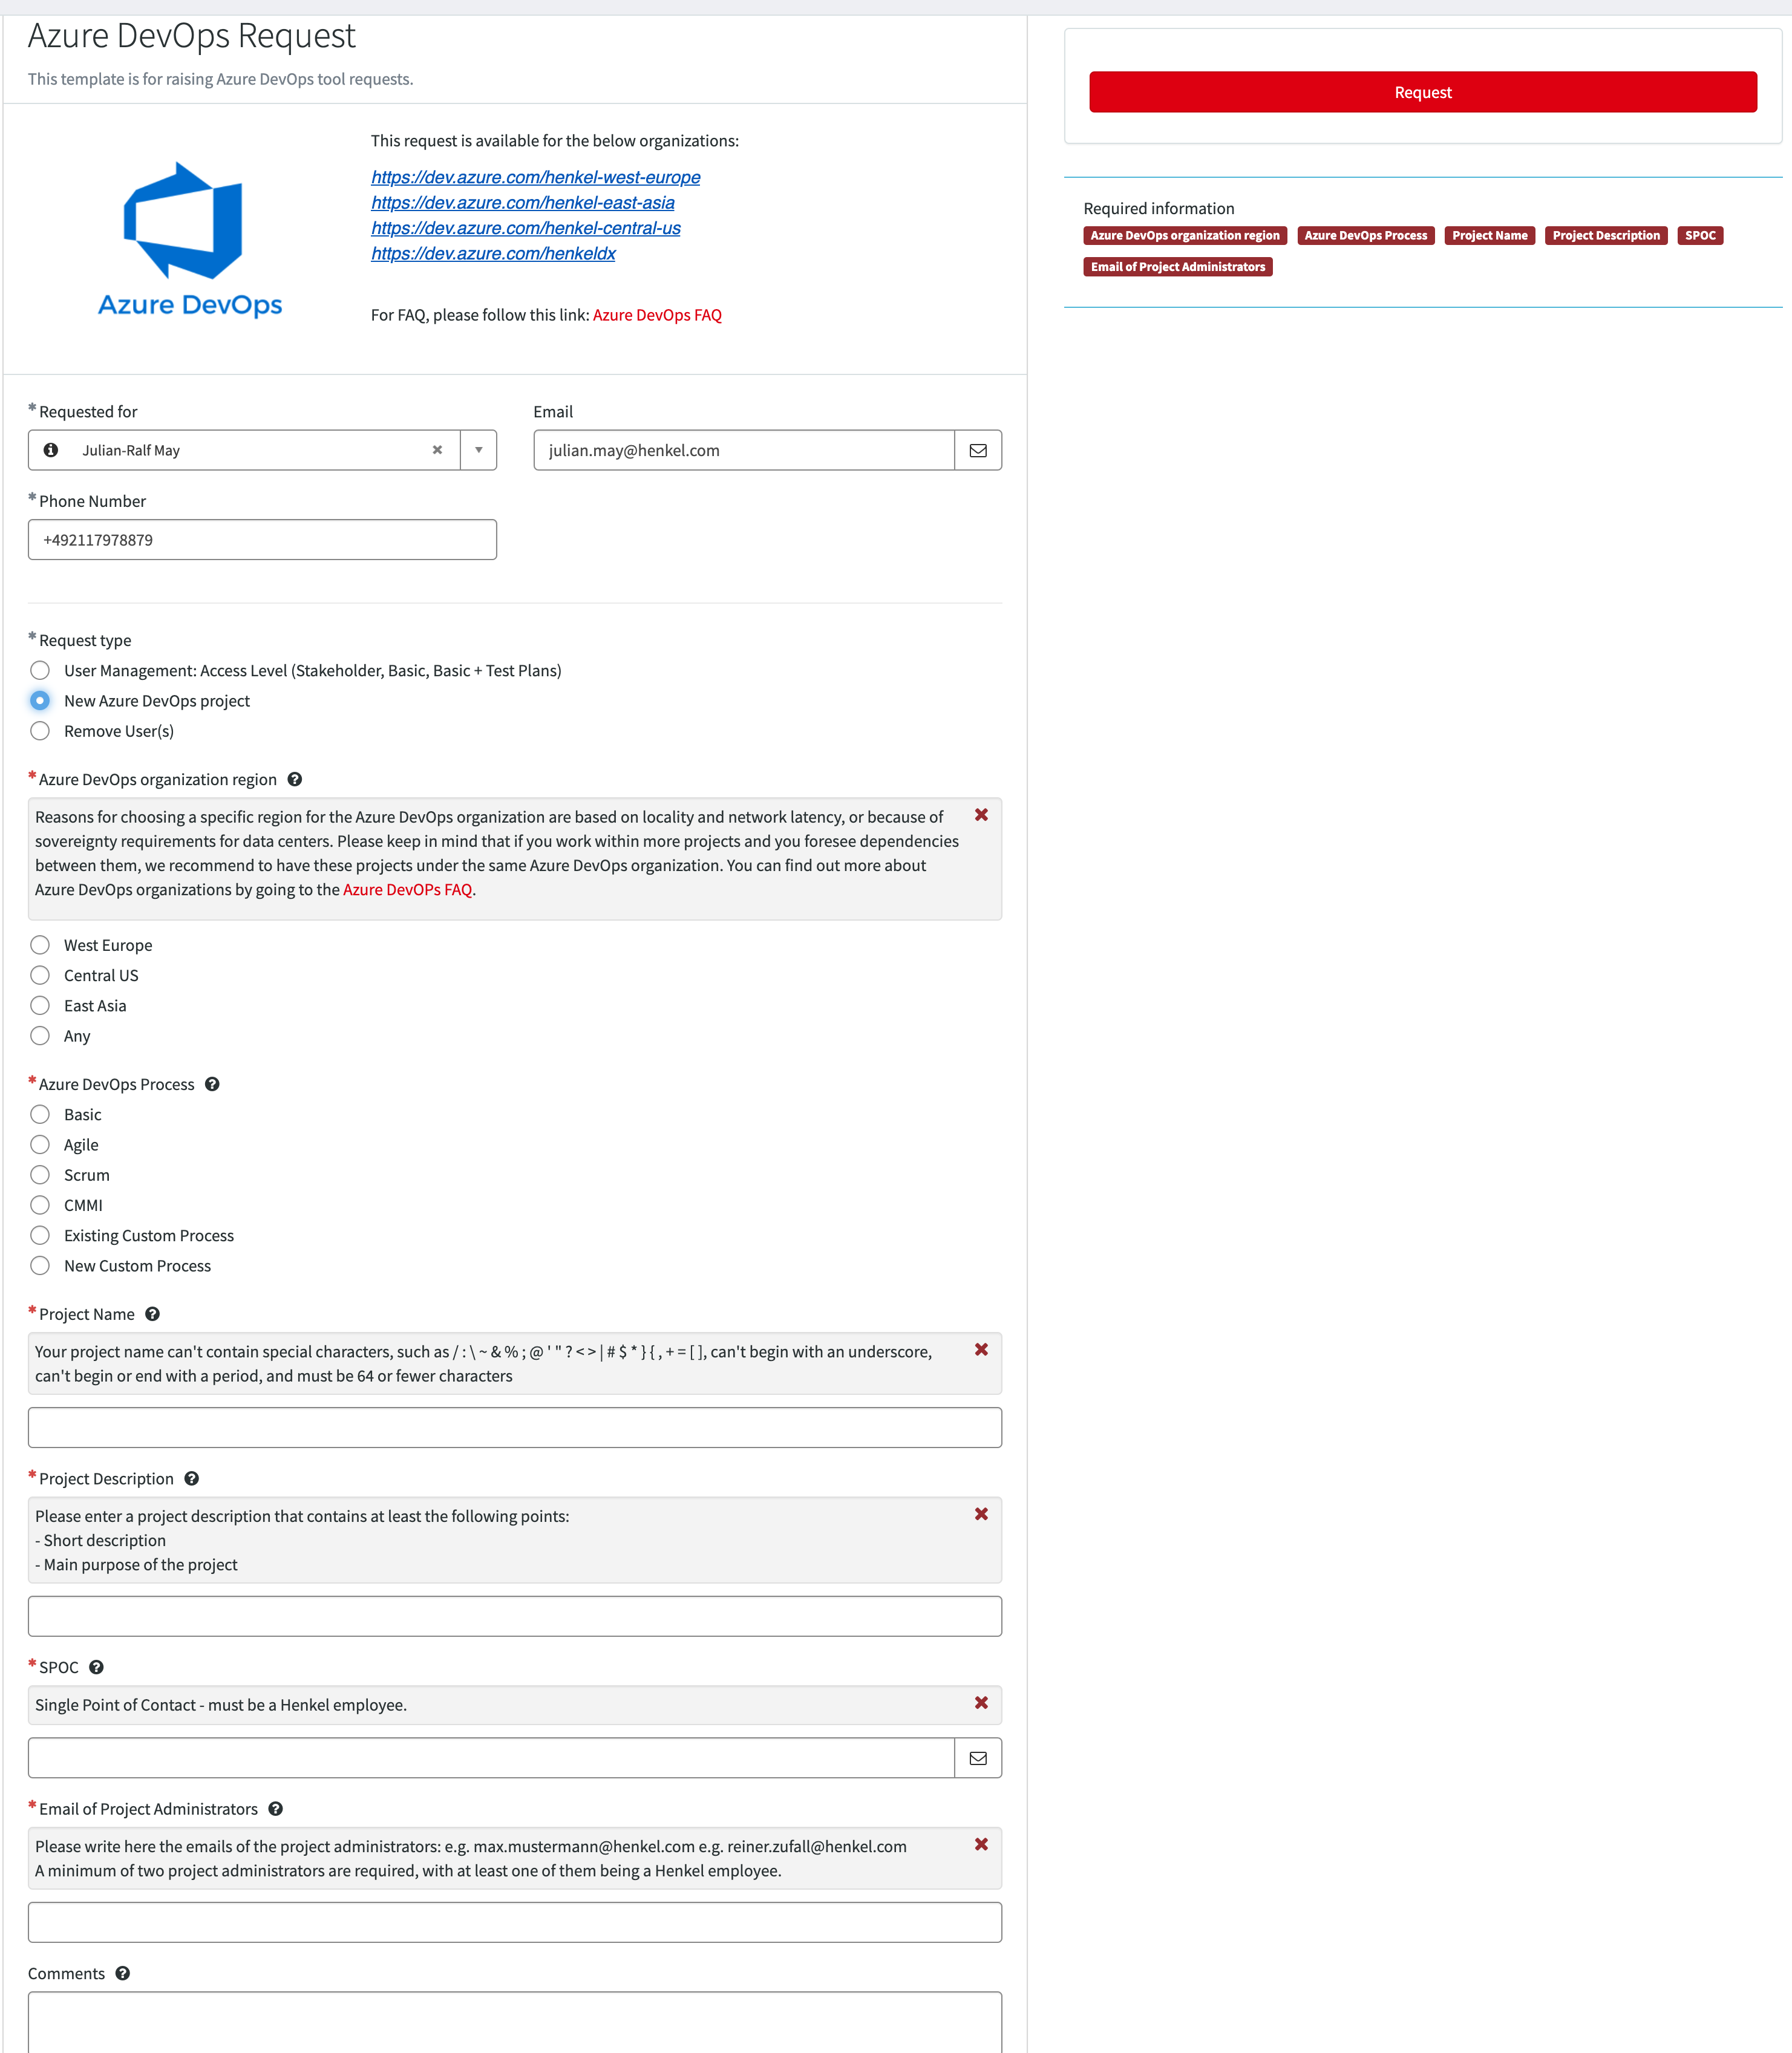 Azure DevOps Request
This template is for raising Azure DevOps tool requests.
Azure DevOps
This request is available for the below organizations:
https://dev.azure.com/henkel-west-europe
https://dev.azure.com/henkel-east-asia
https://dev.azure.com/henkel-central-us
https://dev.azure.com/henkeldx
For FAQ, please follow this link: Azure DevOps FAQ
* Requested for
Julian-Ralf May
Email
julian.may@henkel.com
* Phone Number
+492117978879
* Request type
User Management: Access Level (Stakeholder, Basic, Basic + Test Plans)
New Azure DevOps project
Remove User(s)
* Azure DevOps organization region
Reasons for choosing a specific region for the Azure DevOps organization are based on locality and network latency, or because of
sovereignty requirements for data centers. Please keep in mind that if you work within more projects and you foresee dependencies
between them, we recommend to have these projects under the same Azure DevOps organization. You can find out more about
Azure DevOps organizations by going to the Azure DevOPs FAQ.
West Europe
Central US
East Asia
Any
* Azure DevOps Process
Basic
Agile
Scrum
CMMI
Existing Custom Process
New Custom Process
* Project Name
Your project name can't contain special characters, such as / : \ ~ & % ; @ ' " ? < > | # $ * } { , + = [ ], can't begin with an underscore,
can't begin or end with a period, and must be 64 or fewer characters
* Project Description
Please enter a project description that contains at least the following points:
- Short description
- Main purpose of the project
* SPOC
Single Point of Contact - must be a Henkel employee.
* Email of Project Administrators
Please write here the emails of the project administrators: e.g. max.mustermann@henkel.com e.g. reiner.zufall@henkel.com
A minimum of two project administrators are required, with at least one of them being a Henkel employee.
Comments
Request
Required information
Azure DevOps organization region Azure DevOps Process Project Name Project Description SPOC
Email of Project Administrators